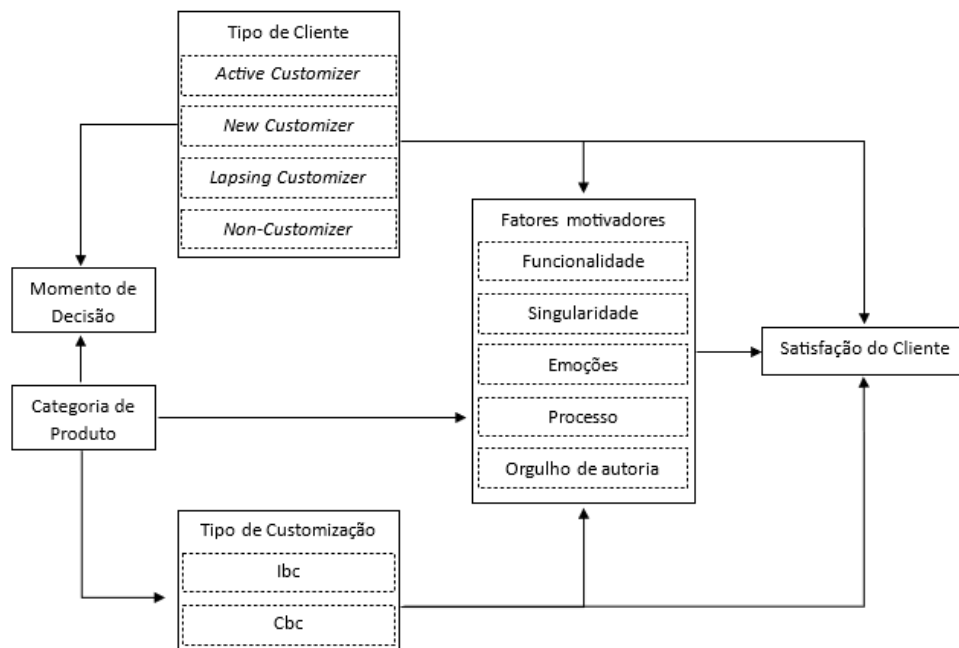 Tipo de Cliente
Active Customizer
New Customizer
Lapsing Customizer
Non-Customizer
Momento de
Decisão
Categoria de
Produto
Tipo de Customização
Ibc
Cbc
Fatores motivadores
Funcionalidade
Singularidade
Emoções
Processo
Orgulho de autoria
Satisfação do Cliente